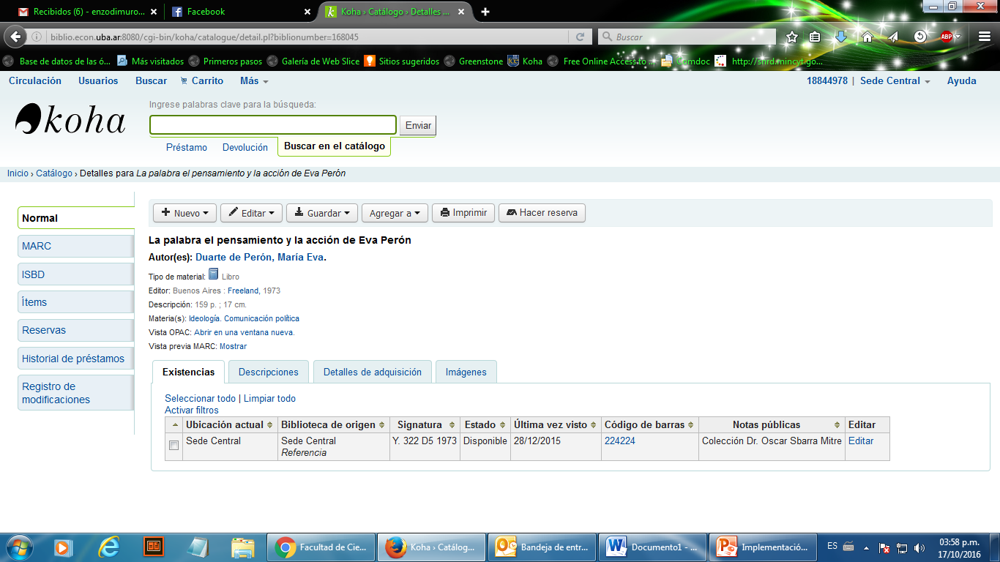 Recibidos (6) - enzodimuro... × Facebook × Koha › Catálogo › Detalles ... × +
biblio.econ.uba.ar:8080/cgi-bin/koha/catalogue/detail.pl?biblionumber=168045 Buscar ABP
Base de datos de las ó... Más visitados Primeros pasos Galería de Web Slice Sitios sugeridos Greenstone Koha Free Online Access to ... Camdoc http://snrd.mincyt.go...
Circulación Usuarios Buscar Carrito Más 18844978 | Sede Central Ayuda
Ingrese palabras clave para la búsqueda:
koha
Enviar
Préstamo Devolución Buscar en el catálogo
Inicio › Catálogo › Detalles para La palabra el pensamiento y la acción de Eva Perón
Normal
MARC
ISBD
Ítems
Reservas
Historial de préstamos
Registro de
modificaciones
+ Nuevo Editar Guardar Agregar a Imprimir Hacer reserva
La palabra el pensamiento y la acción de Eva Perón
Autor(es): Duarte de Perón, María Eva.
Tipo de material: Libro
Editor: Buenos Aires : Freeland, 1973
Descripción: 159 p. ; 17 cm.
Materia(s): Ideología. Comunicación política
Vista OPAC: Abrir en una ventana nueva.
Vista previa MARC: Mostrar
Existencias Descripciones Detalles de adquisición Imágenes
Seleccionar todo | Limpiar todo
Activar filtros
Ubicación actual Biblioteca de origen Signatura Estado Última vez visto Código de barras Notas públicas Editar
Sede Central Sede Central Y. 322 D5 1973 Disponible 28/12/2015 224224 Colección Dr. Oscar Sbarra Mitre Editar
Referencia
Facultad de Cie... Koha › Catálog... Bandeja de entr... Documento1 - ... Implementació... ES 03:58 p.m.
17/10/2016